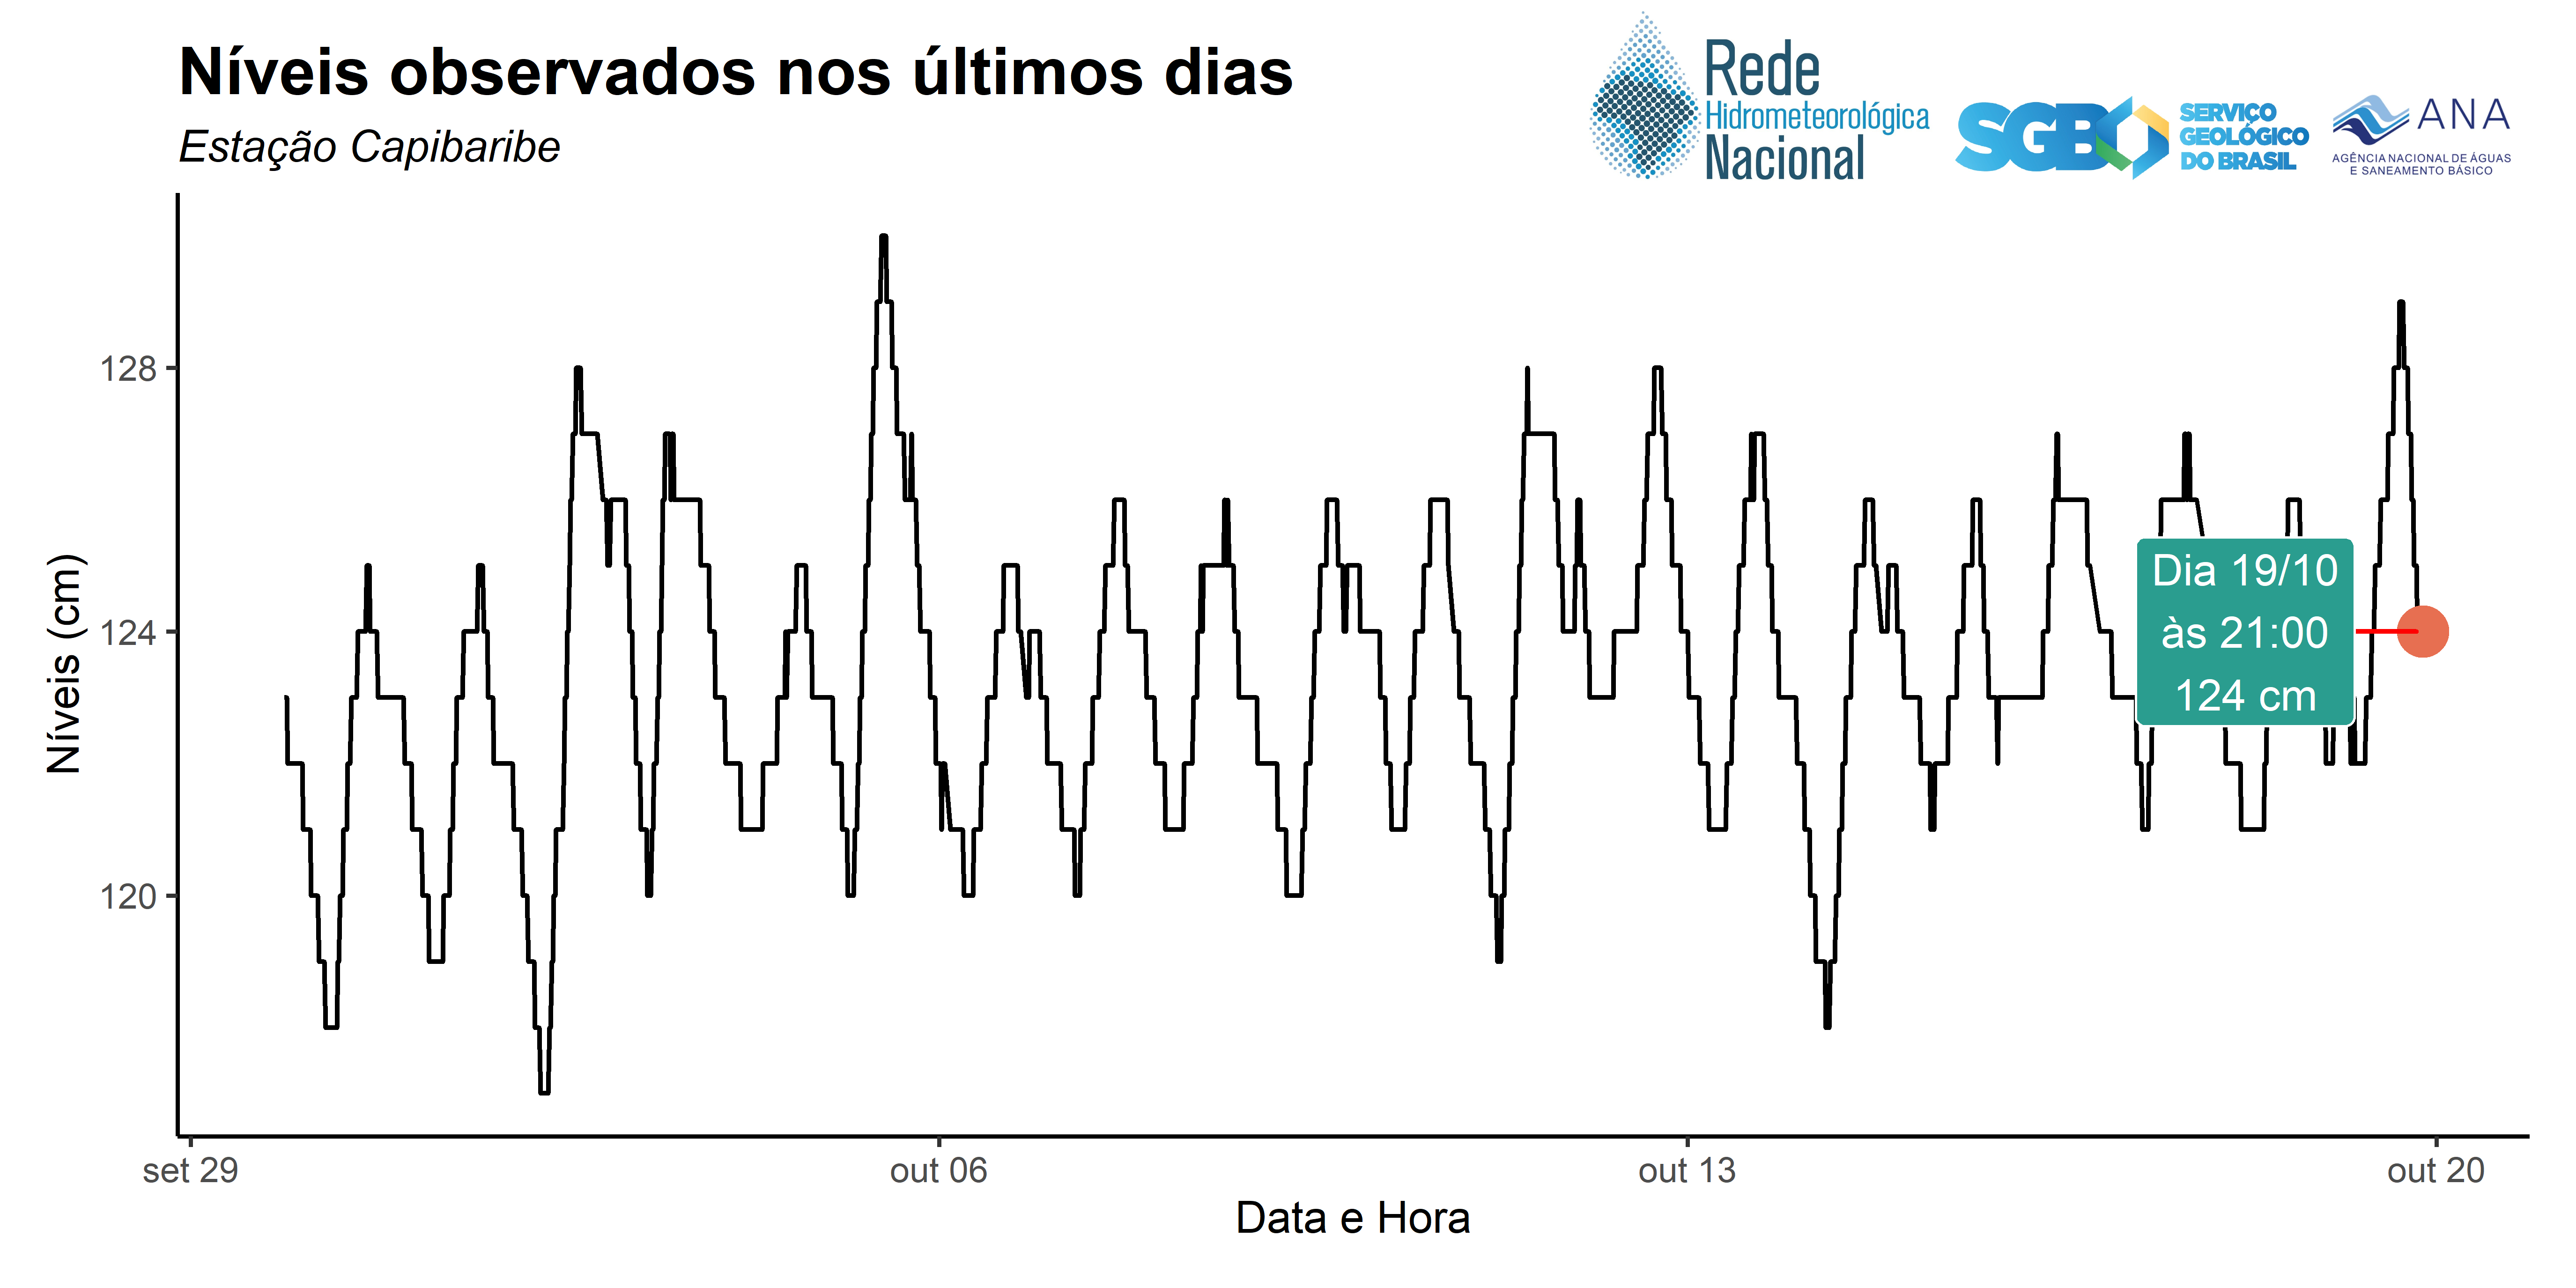 Níveis observados nos últimos dias
Estação Capibaribe
Rede
Hidrometeorológica
Nacional
SGB
SERVIÇO
GEOLÓGICO
DO BRASIL
ANA
AGÊNCIA NACIONAL DE ÁGUAS
E SANEAMENTO BÁSICO
Níveis (cm)
128
124
120
Dia 19/10
às 21:00
124 cm
set 29
out 06
out 13
out 20
Data e Hora